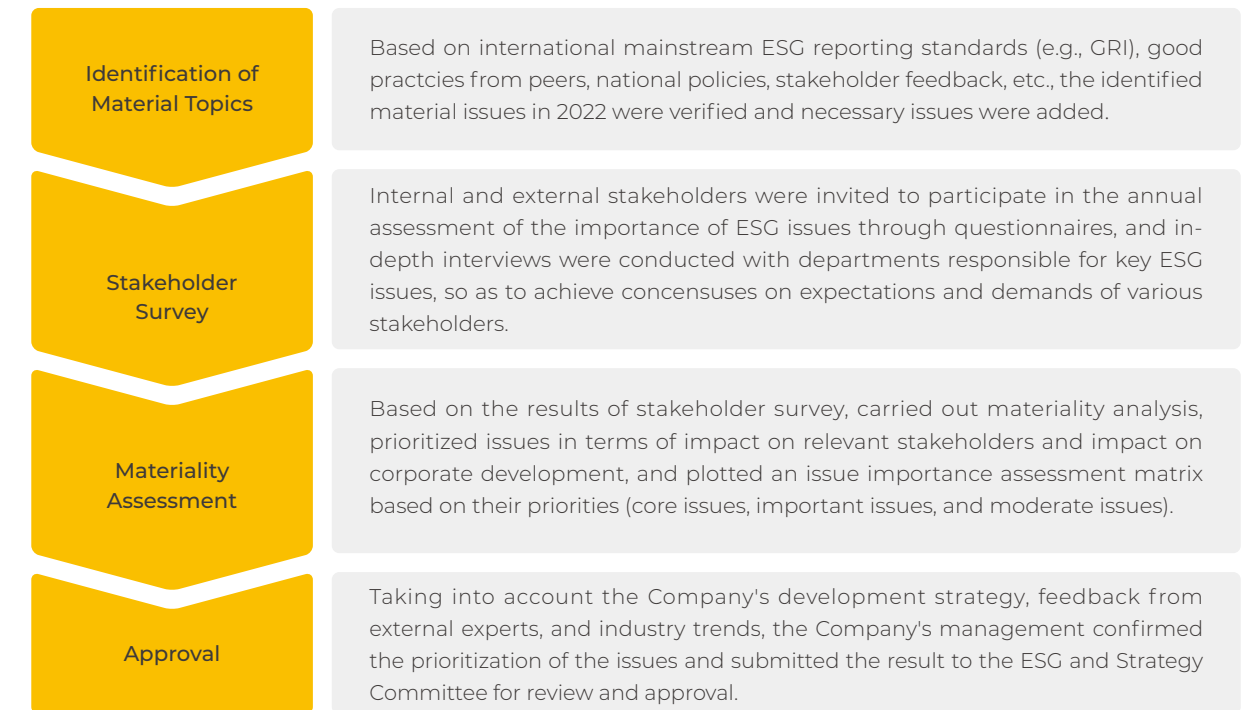 Identification of
Material Topics
Based on international mainstream ESG reporting standards (e.g., GRI), good
practcies from peers, national policies, stakeholder feedback, etc., the identified
material issues in 2022 were verified and necessary issues were added.
Stakeholder
Survey
Internal and external stakeholders were invited to participate in the annual
assessment of the importance of ESG issues through questionnaires, and in-
depth interviews were conducted with departments responsible for key ESG
issues, so as to achieve concensuses on expectations and demands of various
stakeholders.
Materiality
Assessment
Based on the results of stakeholder survey, carried out materiality analysis,
prioritized issues in terms of impact on relevant stakeholders and impact on
corporate development, and plotted an issue importance assessment matrix
based on their priorities (core issues, important issues, and moderate issues).
Approval
Taking into account the Company's development strategy, feedback from
external experts, and industry trends, the Company's management confirmed
the prioritization of the issues and submitted the result to the ESG and Strategy
Committee for review and approval.